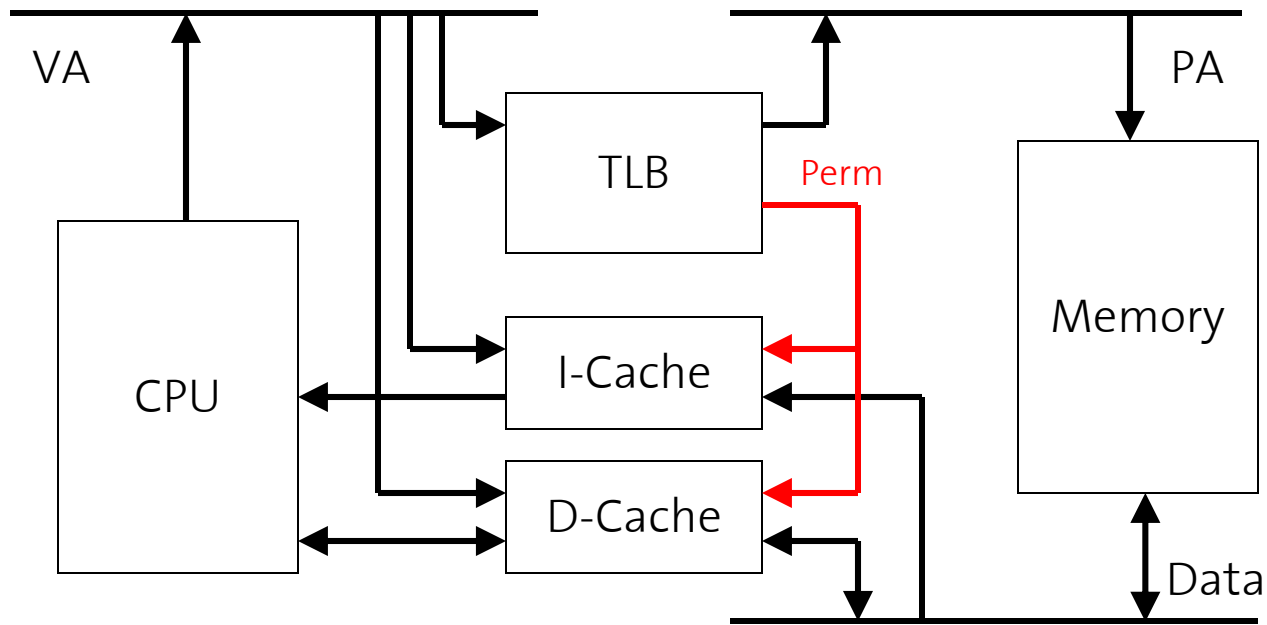 VA
PA
TLB
Perm
Memory
I-Cache
CPU
D-Cache
Data